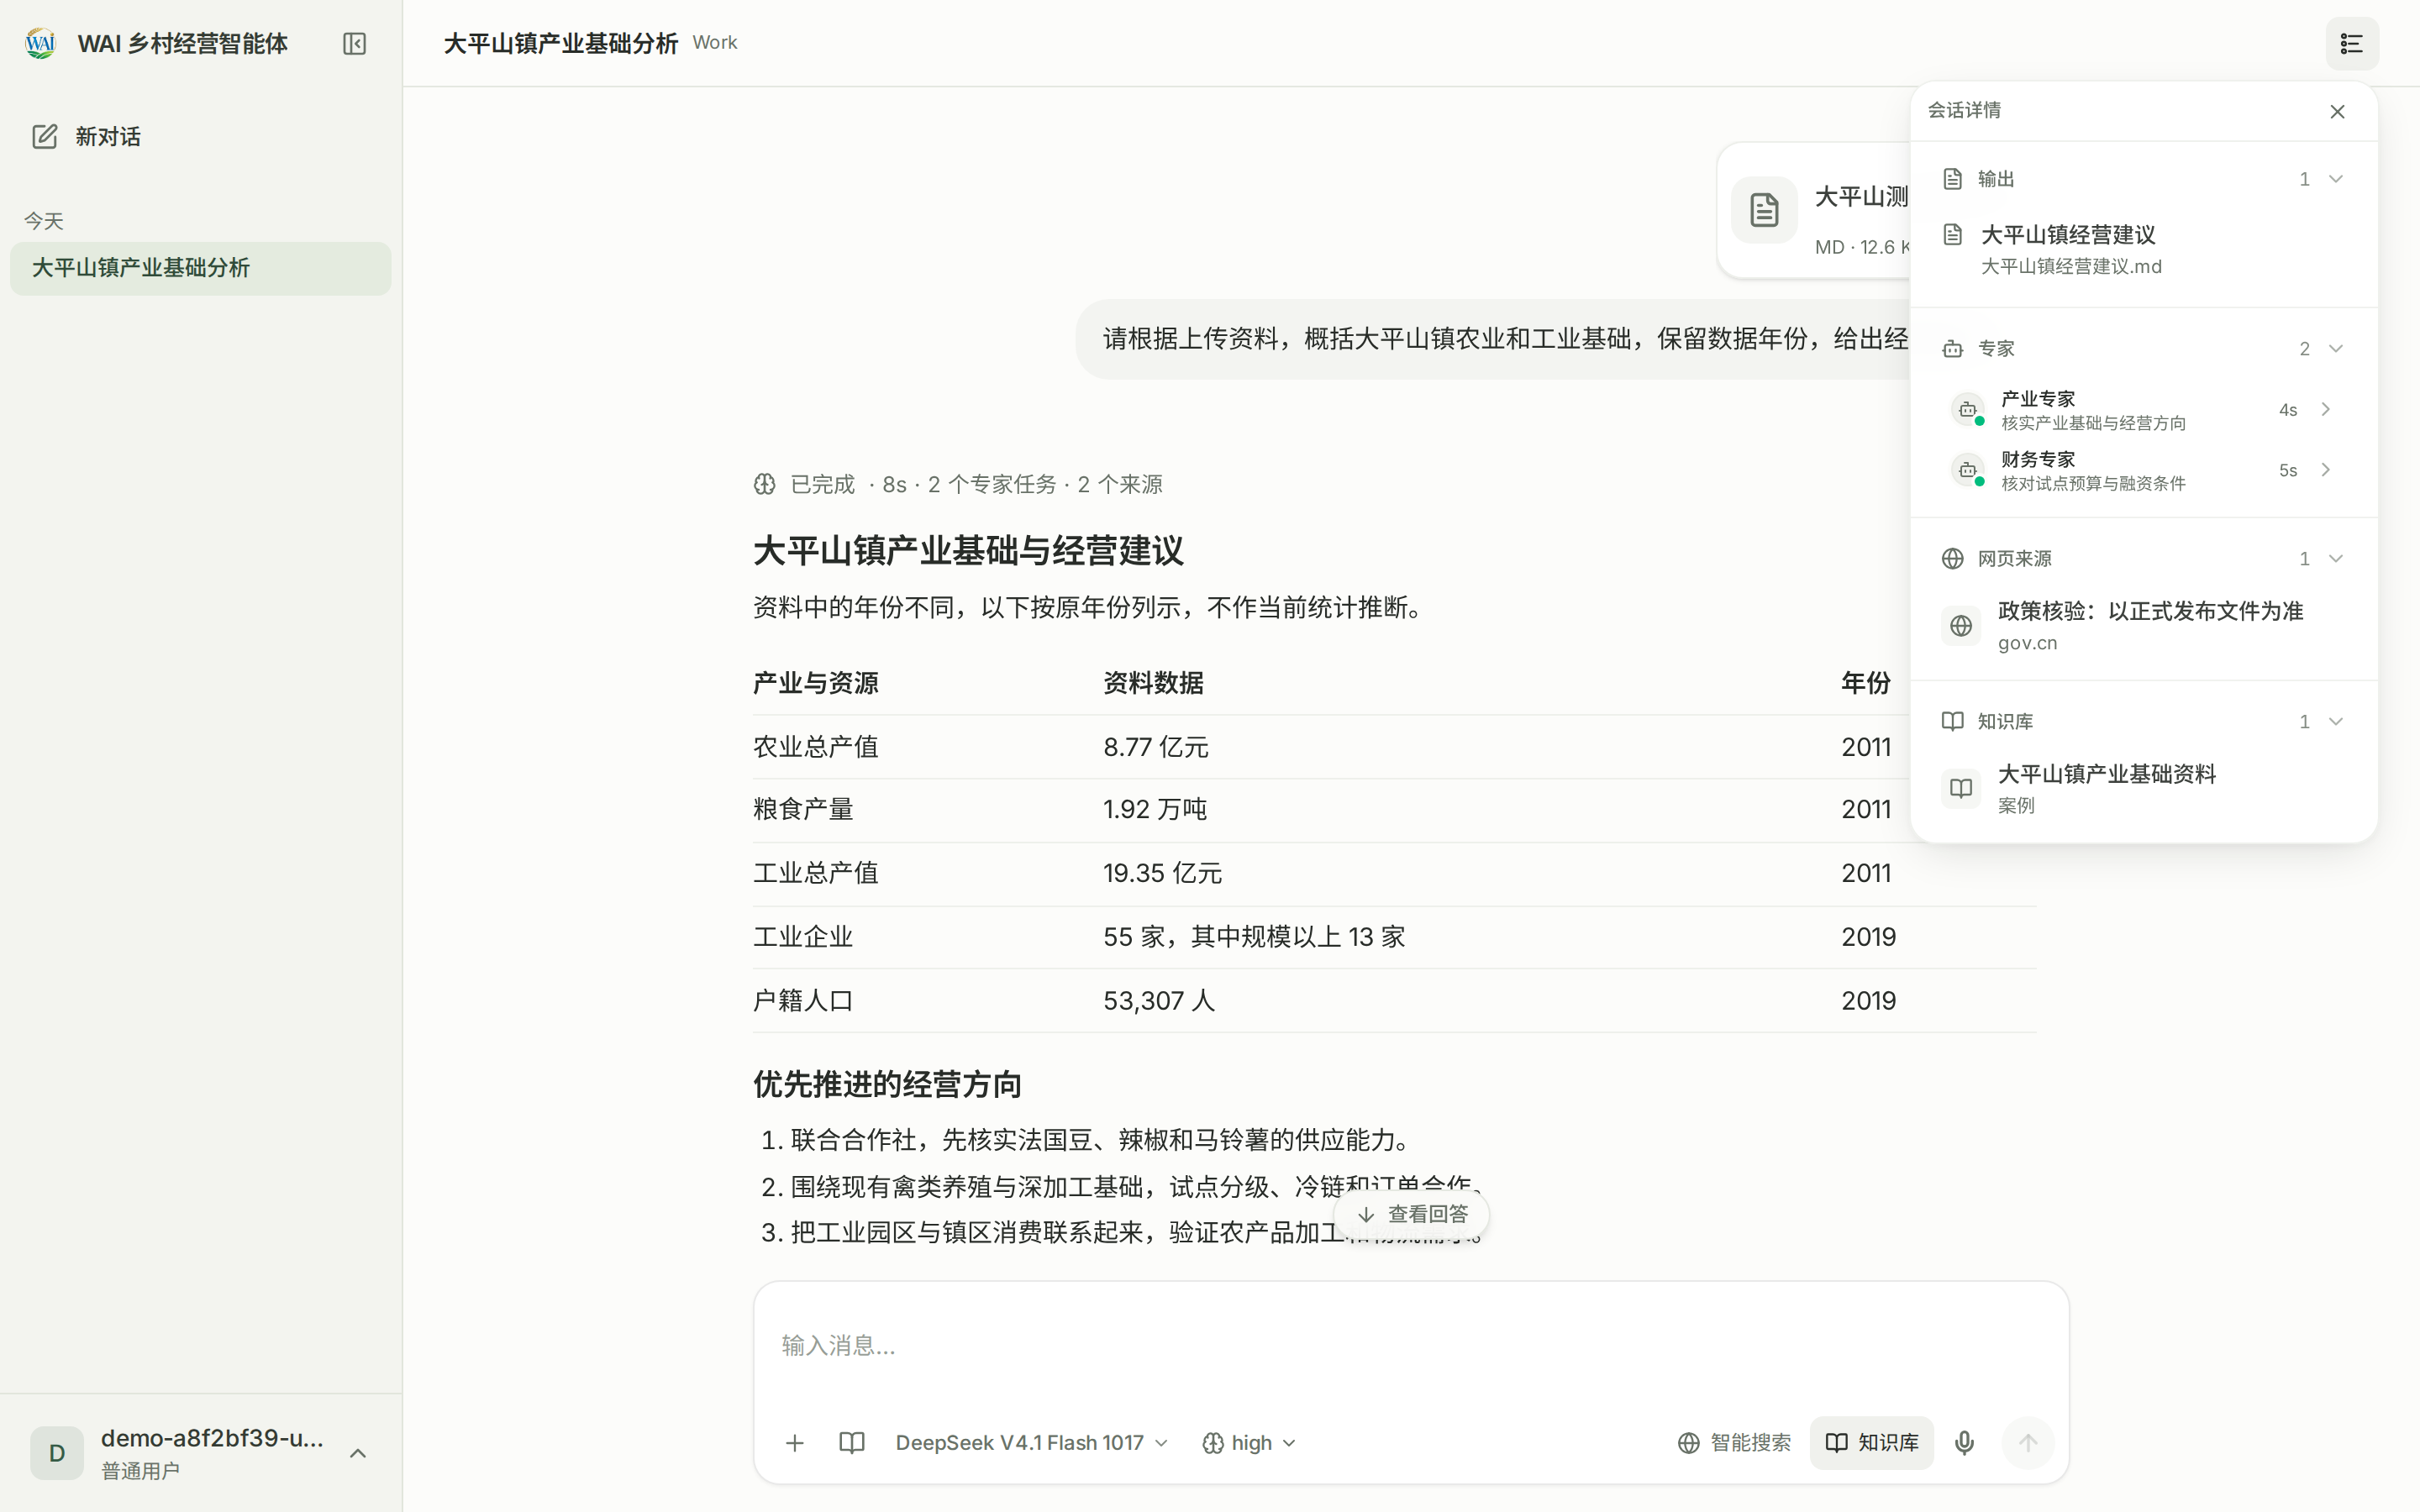 WAI 乡村经营智能体
新对话
今天
大平山镇产业基础分析
大平山镇产业基础分析 Work
大平山测
MD · 12.6
请根据上传资料，概括大平山镇农业和工业基础，保留数据年份，给出经
已完成 · 8s · 2 个专家任务 · 2 个来源
大平山镇产业基础与经营建议
资料中的年份不同，以下按原年份列示，不作当前统计推断。
产业与资源 资料数据 年份
农业总产值 8.77 亿元 2011
粮食产量 1.92 万吨 2011
工业总产值 19.35 亿元 2011
工业企业 55 家，其中规模以上 13 家 2019
户籍人口 53,307 人 2019
优先推进的经营方向
1. 联合合作社，先核实法国豆、辣椒和马铃薯的供应能力。
2. 围绕现有禽类养殖与深加工基础，试点分级、冷链和订单合作。
3. 把工业园区与镇区消费联系起来，验证农产品加工
查看回答
输入消息...
DeepSeek V4.1 Flash 1017 high 智能搜索 知识库
会话详情
输出 1
大平山镇经营建议
大平山镇经营建议.md
专家 2
产业专家
核实产业基础与经营方向
4s
财务专家
核对试点预算与融资条件
5s
网页来源 1
政策核验：以正式发布文件为准
gov.cn
知识库 1
大平山镇产业基础资料
案例
D
demo-a8f2bf39-u...
普通用户